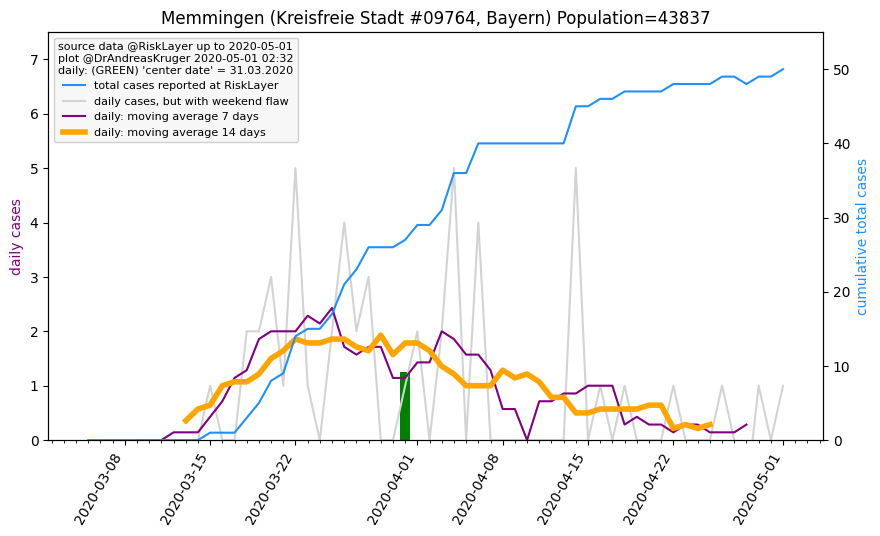 Memmingen (Kreisfreie Stadt #09764, Bayern) Population=43837
source data @RiskLayer up to 2020-05-01
plot @DrAndreasKruger 2020-05-01 02:32
daily: (GREEN) 'center date' = 31.03.2020
total cases reported at RiskLayer
daily cases, but with weekend flaw
daily: moving average 7 days
daily: moving average 14 days
daily cases
7
6
5
4
3
2
1
0
cumulative total cases
50
40
30
20
10
0
2020-03-08
2020-03-15
2020-03-22
2020-04-01
2020-04-08
2020-04-15
2020-04-22
2020-05-01